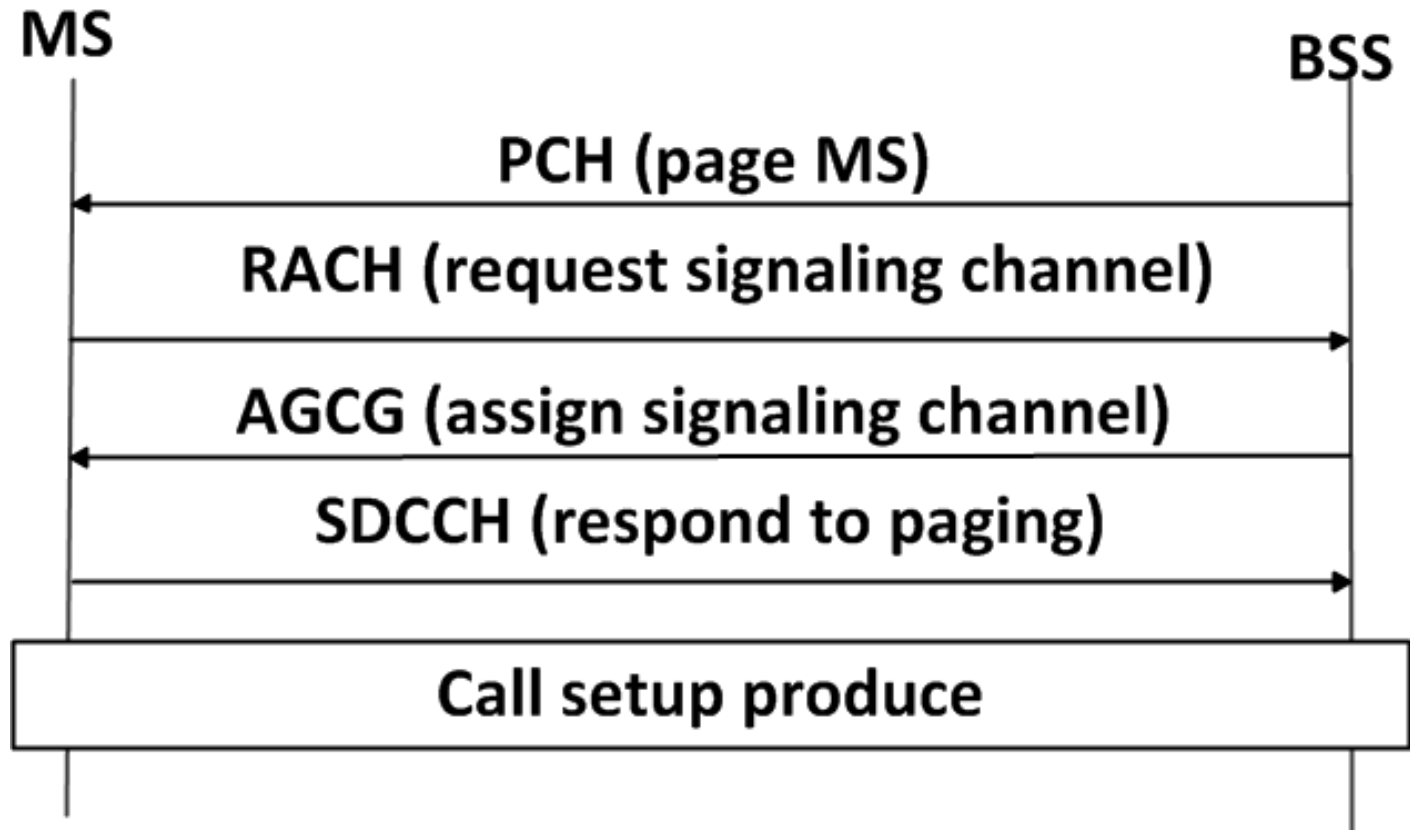 MS
BSS
PCH (page MS)
RACH (request signaling channel)
AGCG (assign signaling channel)
SDCCH (respond to paging)
Call setup produce